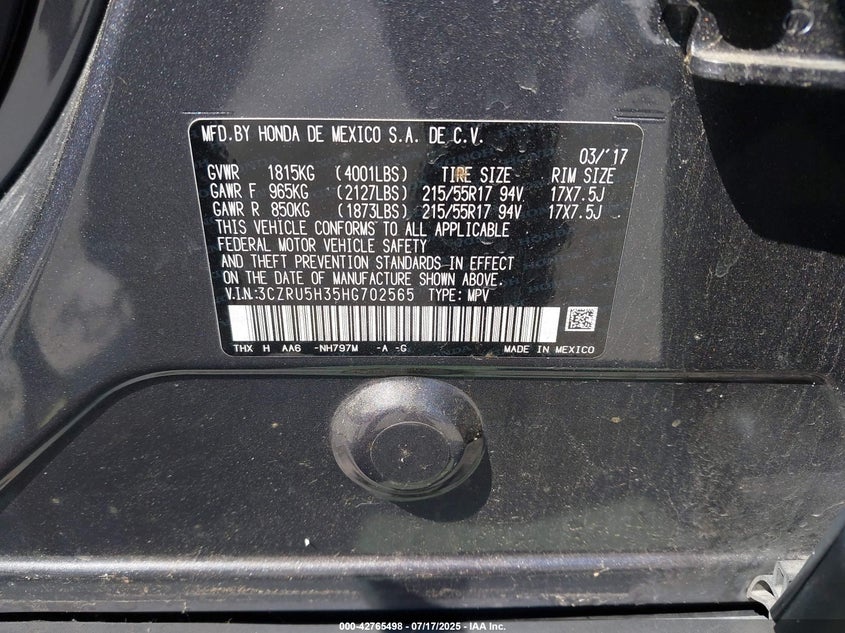 MFD.BY HONDA DE MEXICO S.A. DE C.V.
03/'17
GVWR 1815KG (4001LBS) TIRE SIZE RIM SIZE
GAWR F 965KG (2127LBS) 215/55R17 94V 17X7.5J
GAWR R 850KG (1873LBS) 215/55R17 94V 17X7.5J
THIS VEHICLE CONFORMS TO ALL APPLICABLE
FEDERAL MOTOR VEHICLE SAFETY
AND THEFT PREVENTION STANDARDS IN EFFECT
ON THE DATE OF MANUFACTURE SHOWN ABOVE.
V.I.N:3CZRU5H35HG702565 TYPE: MPV
THX H AA6 -NH797M -A -G MADE IN MEXICO
000-42765498 - 07/17/2025 - IAA Inc.